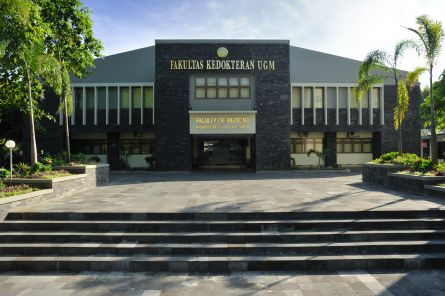 FAKULTAS KEDOKTERAN UGM
FACULTY OF MEDICINE